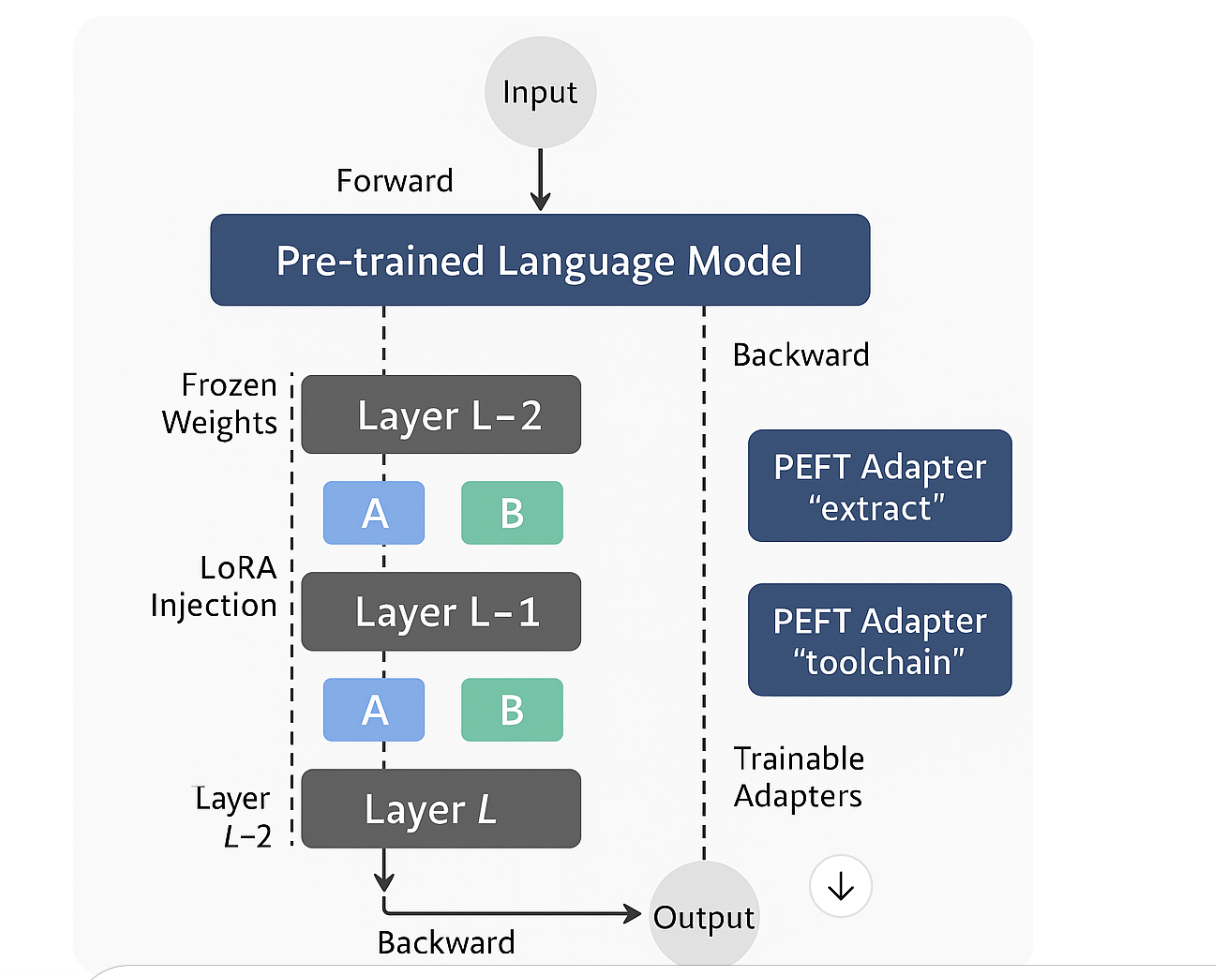 Input
Forward
Pre-trained Language Model
Backward
Frozen
Weights
Layer L–2
PEFT Adapter
“extract”
A
B
LoRA
Injection
Layer L–1
PEFT Adapter
“toolchain”
A
B
Trainable
Adapters
Layer
L–2
Layer L
Output
Backward